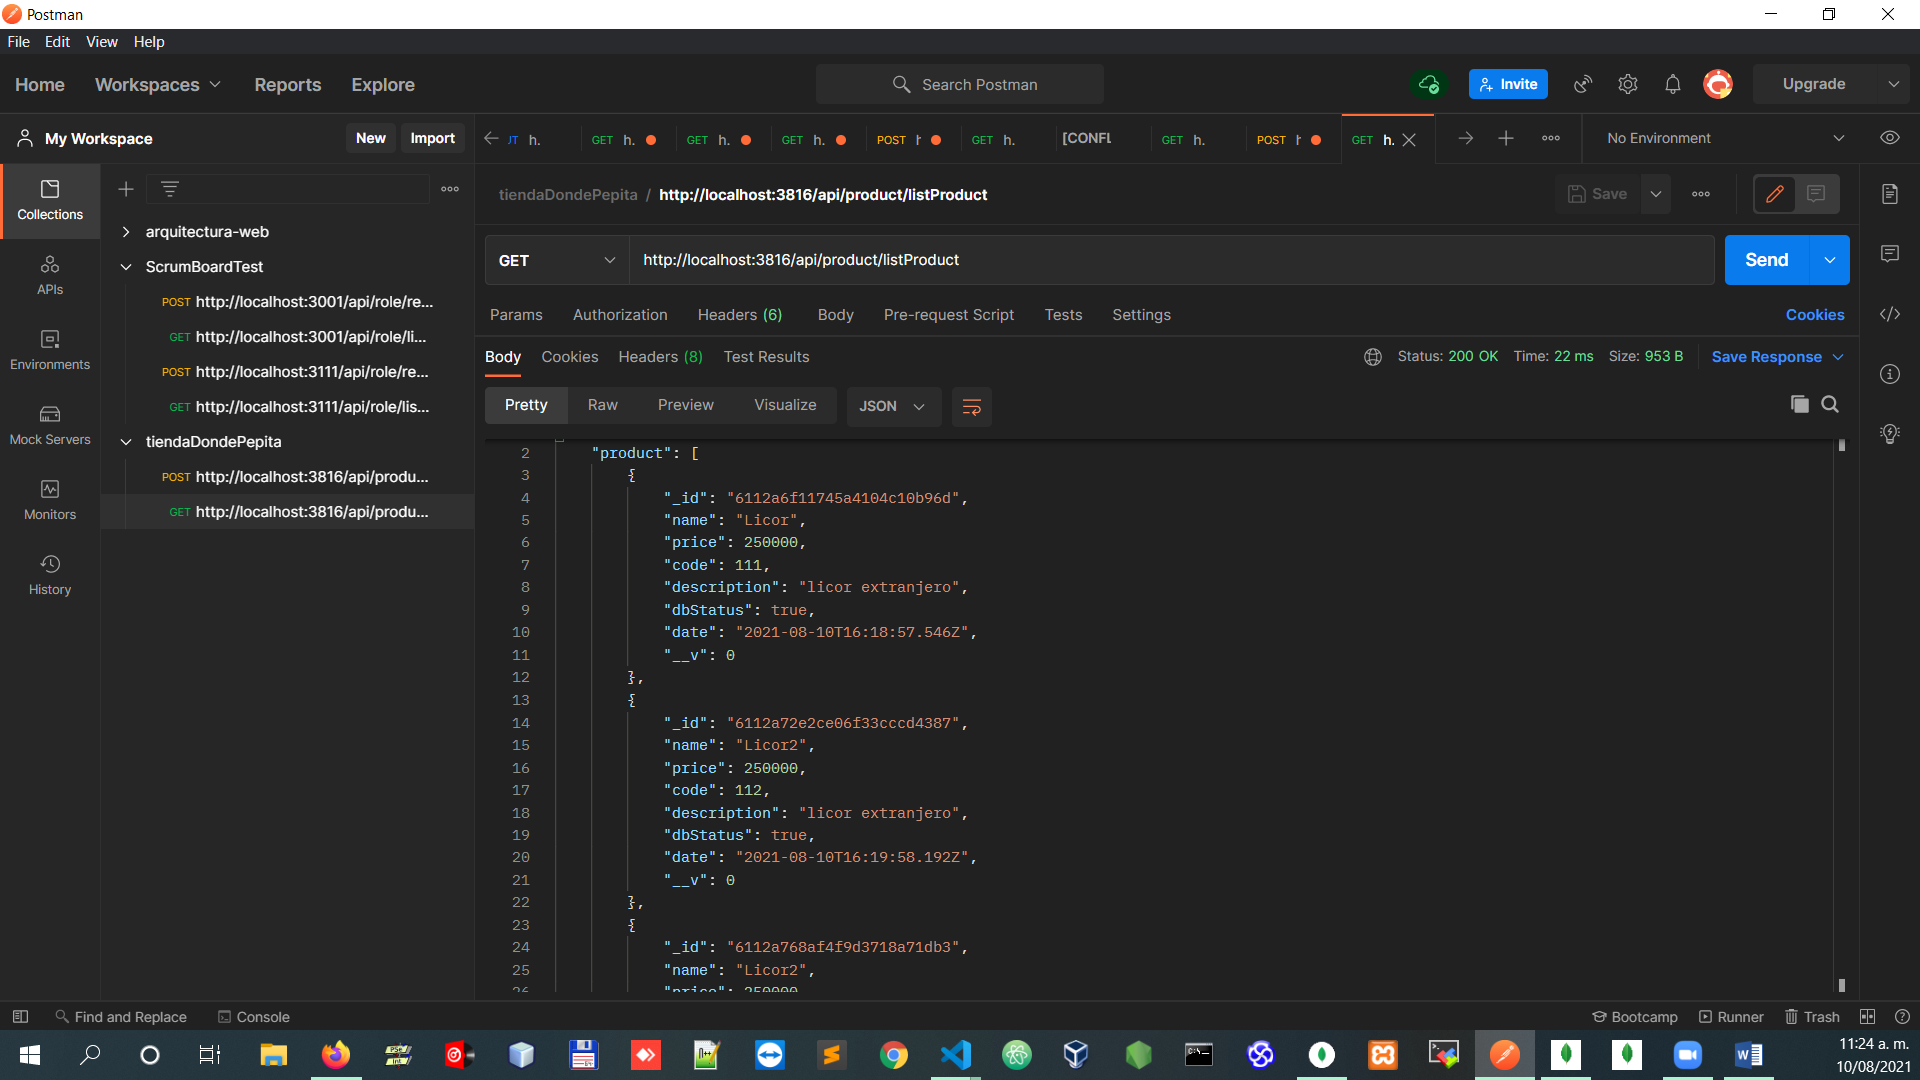 Postman
File Edit View Help
Home Workspaces Reports Explore Search Postman Invite Upgrade
My Workspace New Import
GET h. GET h. GET h. POST GET h. [CONFL GET h. POST GET h. No Environment
tiendaDondePepita / http://localhost:3816/api/product/listProduct Save
Collections
APIs
Environments
Mock Servers
Monitors
History
arquitectura-web
ScrumBoardTest
POST http://localhost:3001/api/role/re...
GET http://localhost:3001/api/role/li...
POST http://localhost:3111/api/role/re...
GET http://localhost:3111/api/role/lis...
tiendaDondePepita
POST http://localhost:3816/api/produ...
GET http://localhost:3816/api/produ...
GET http://localhost:3816/api/product/listProduct Send
Params Authorization Headers (6) Body Pre-request Script Tests Settings Cookies
Body Cookies Headers (8) Test Results Status: 200 OK Time: 22 ms Size: 953 B Save Response
Pretty Raw Preview Visualize JSON
2 "product": [
3 {
4 "_id": "6112a6f11745a4104c10b96d",
5 "name": "Licor",
6 "price": 250000,
7 "code": 111,
8 "description": "licor extranjero",
9 "dbStatus": true,
10 "date": "2021-08-10T16:18:57.546Z",
11 "__v": 0
12 },
13 {
14 "_id": "6112a72e2ce06f33cccd4387",
15 "name": "Licor2",
16 "price": 250000,
17 "code": 112,
18 "description": "licor extranjero",
19 "dbStatus": true,
20 "date": "2021-08-10T16:19:58.192Z",
21 "__v": 0
22 },
23 {
24 "_id": "6112a768af4f9d3718a71db3",
25 "name": "Licor2",
26 "price": 250000
Find and Replace Console Bootcamp Runner Trash
11:24 a. m.
10/08/2021